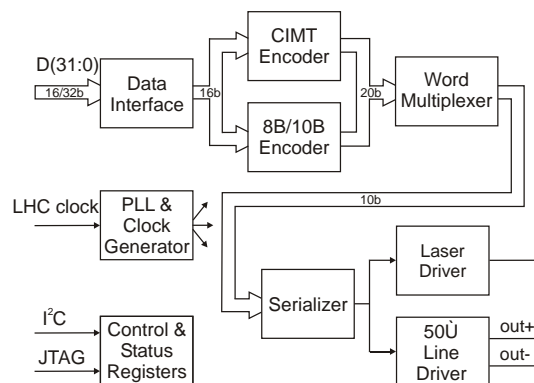 CIMT
Encoder
D(31:0)
16/32b
Data
Interface
16b
20b
Word
Multiplexer
8B/10B
Encoder
10b
LHC clock
PLL &
Clock
Generator
Serializer
Laser
Driver
I²C
JTAG
Control &
Status
Registers
50Ù
Line
Driver
out+
out-